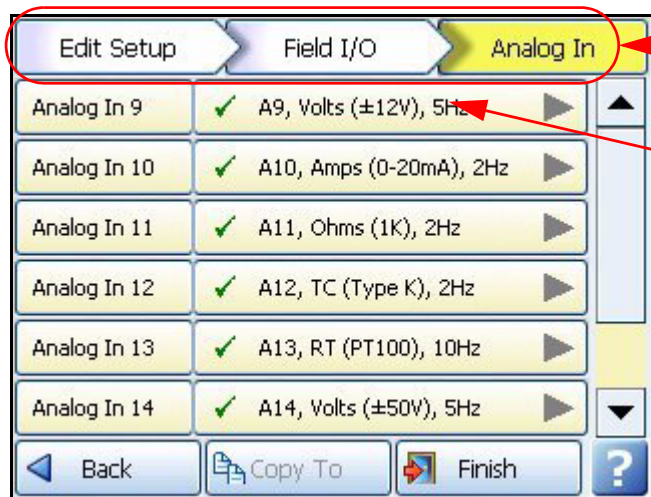 Edit Setup Field I/O Analog In
Analog In 9 ✓ A9, Volts (±12V), 5Hz
Analog In 10 ✓ A10, Amps (0-20mA), 2Hz
Analog In 11 ✓ A11, Ohms (1K), 2Hz
Analog In 12 ✓ A12, TC (Type K), 2Hz
Analog In 13 ✓ A13, RT (PT100), 10Hz
Analog In 14 ✓ A14, Volts (±50V), 5Hz
Back Copy To Finish ?